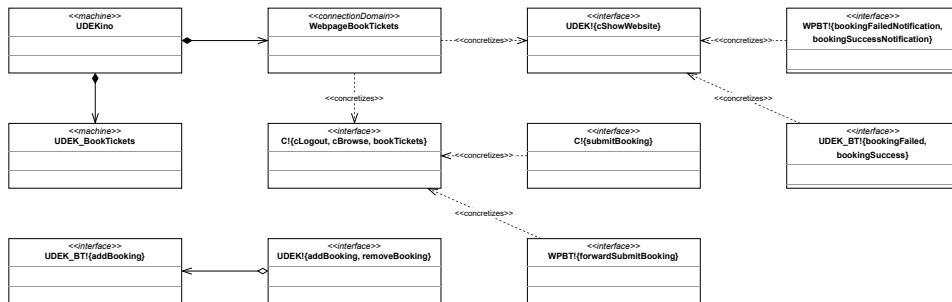 <<machine>>
UDEKino
<<connectionDomain>>
WebpageBookTickets
<<concretizes>>
<<interface>>
UDEK!{cShowWebsite}
<<concretizes>>
<<interface>>
WPBT!{bookingFailedNotification,
bookingSuccessNotification}
<<concretizes>>
<<concretizes>>
<<machine>>
UDEK_BookTickets
<<interface>>
C!{cLogout, cBrowse, bookTickets}
<<concretizes>>
<<interface>>
C!{submitBooking}
<<interface>>
UDEK_BT!{bookingFailed,
bookingSuccess}
<<concretizes>>
<<interface>>
UDEK_BT!{addBooking}
<<interface>>
UDEK!{addBooking, removeBooking}
<<interface>>
WPBT!{forwardSubmitBooking}